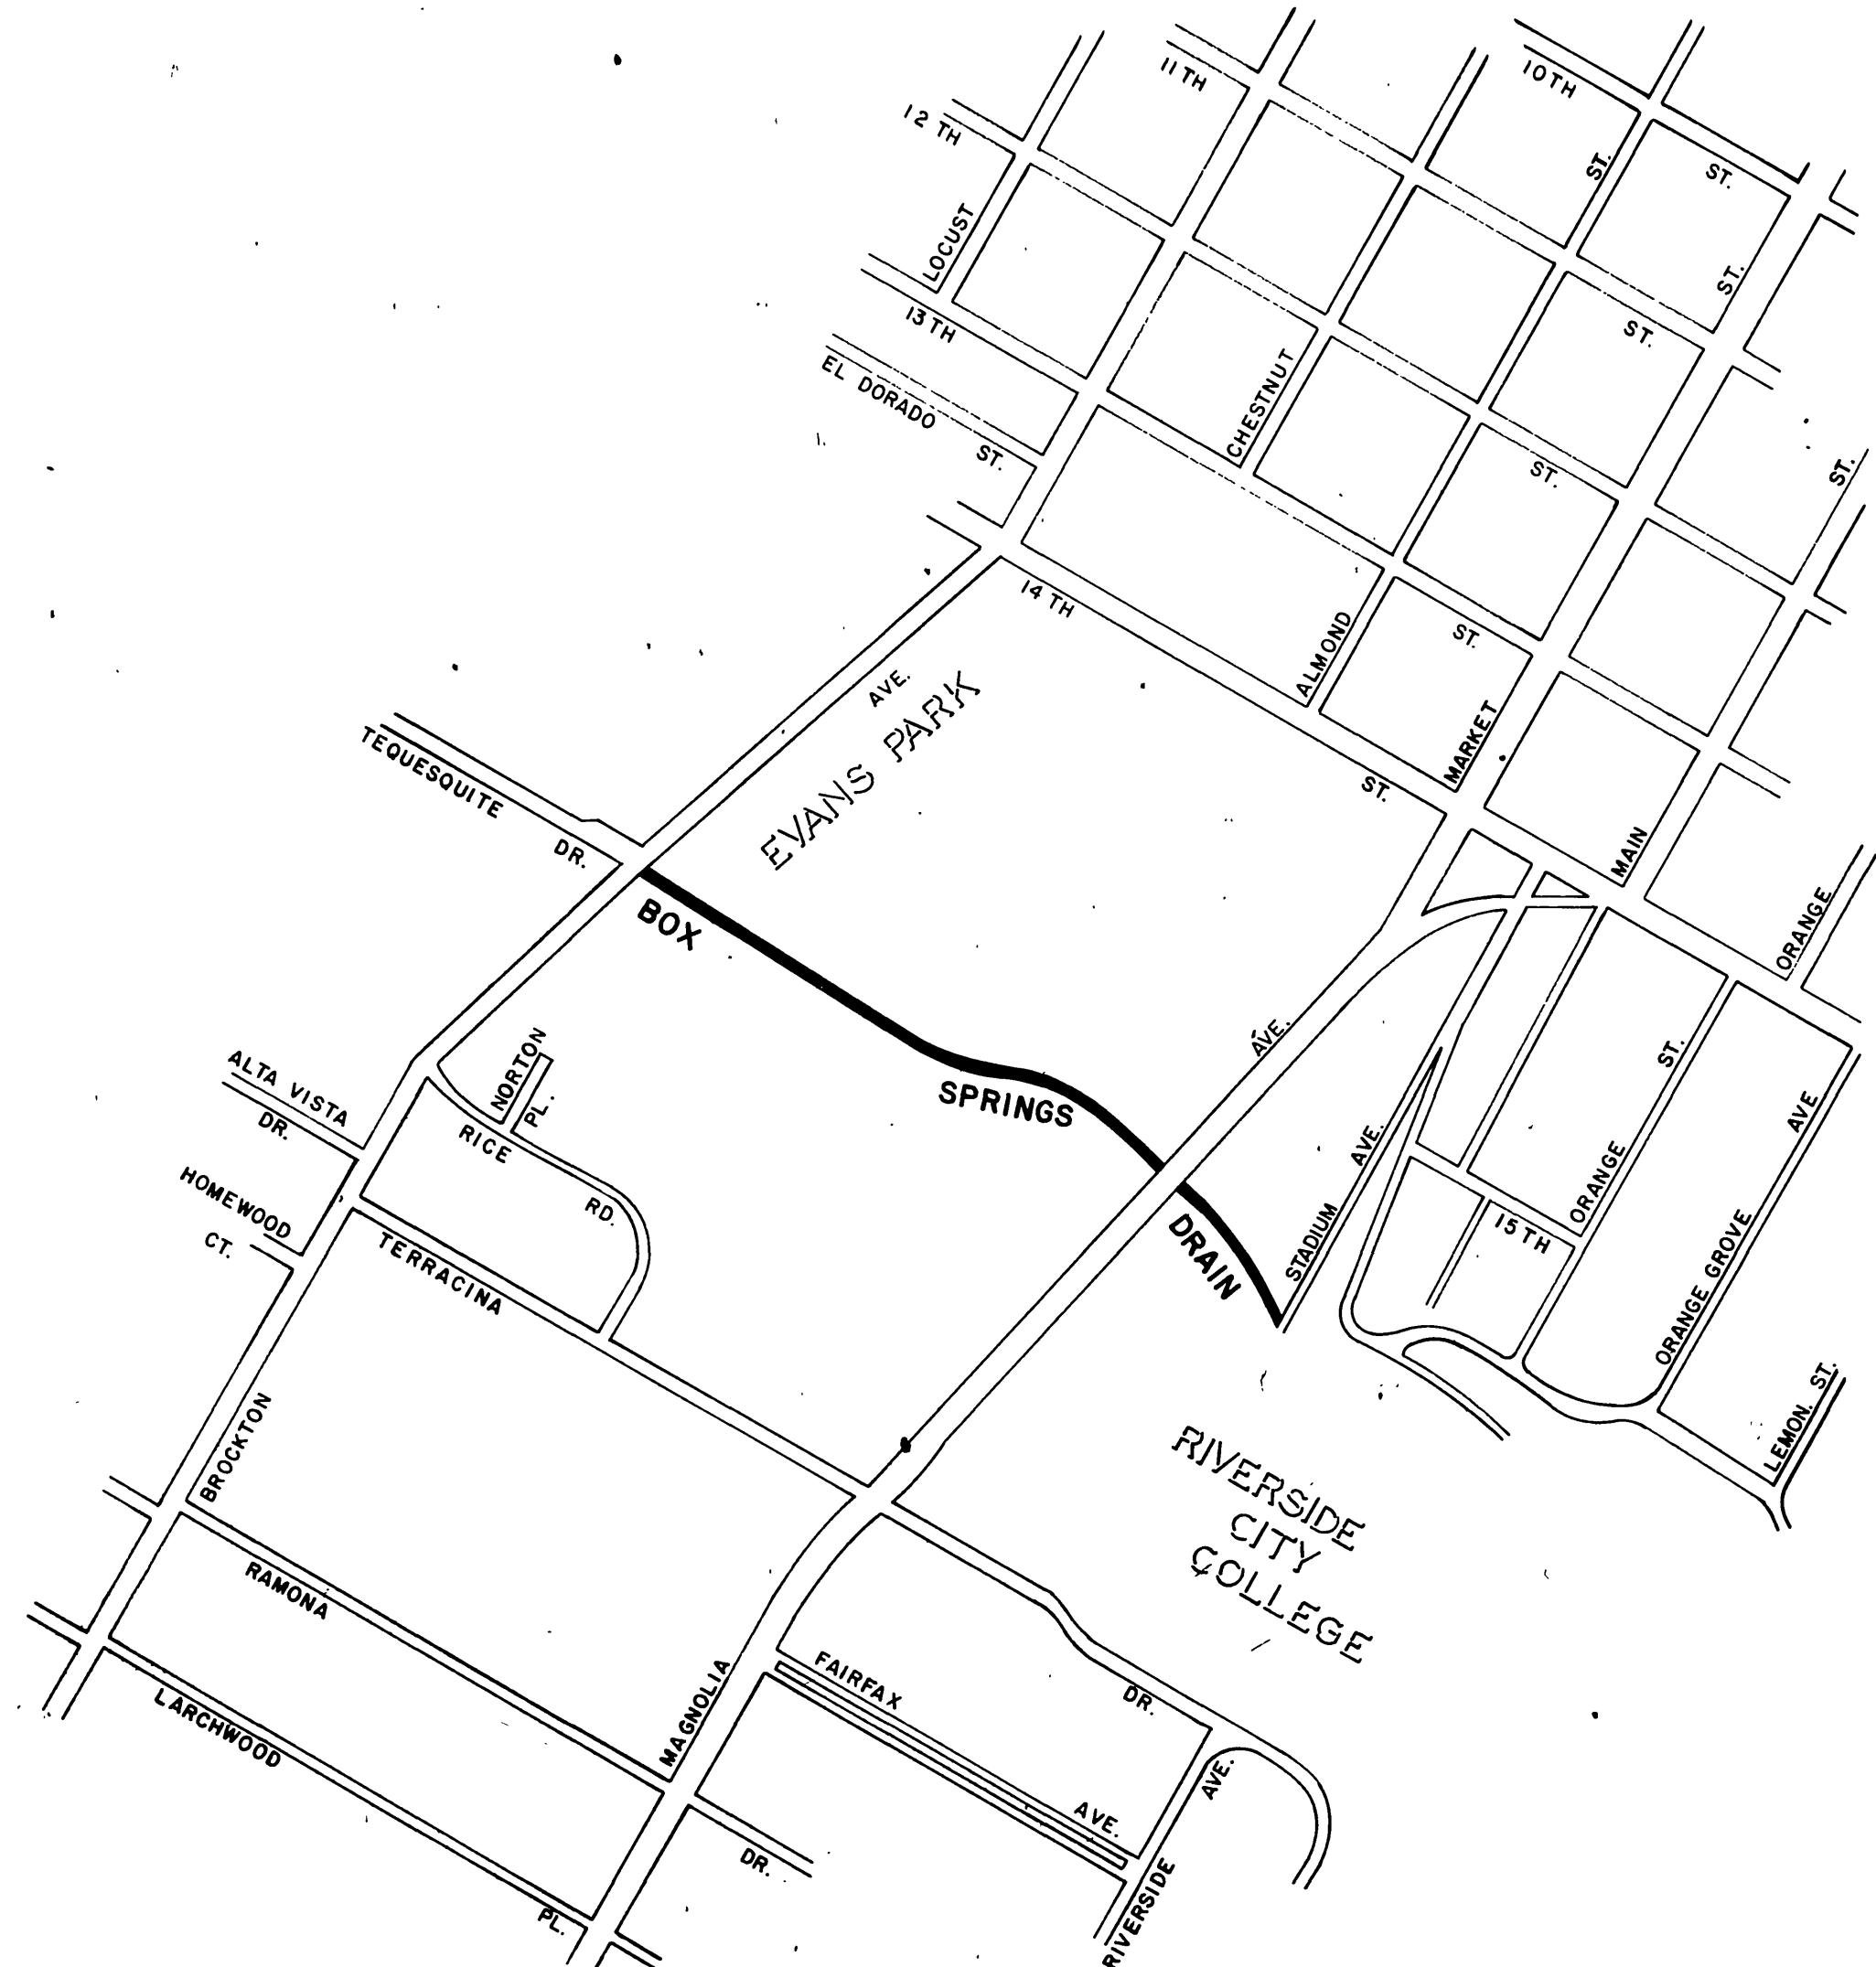 11TH
10TH
12TH
ST.
ST.
LOCUST
ST.
13TH
ST.
EL DORADO
ST.
CHESTNUT
ST.
ST.
14TH
ST.
ALMOND
ST.
MARKET
AVE.
EVANS PARK
TEQUESQUITE
DR.
MAIN
ORANGE
BOX
SPRINGS
DRAIN
AVE.
ST.
NORTON
PL.
ALTA VISTA
DR.
RICE
RD.
AVE.
AVE
STADIUM
ORANGE
15TH
HOMEWOOD
CT.
TERRACINA
ORANGE GROVE
LEMON. ST.
BROCKTON
RIVERSIDE
CITY
COLLEGE
RAMONA
LARCHWOOD
MAGNOLIA
FAIRFAX
DR.
AVE.
AVE.
DR.
PL.
RIVERSIDE